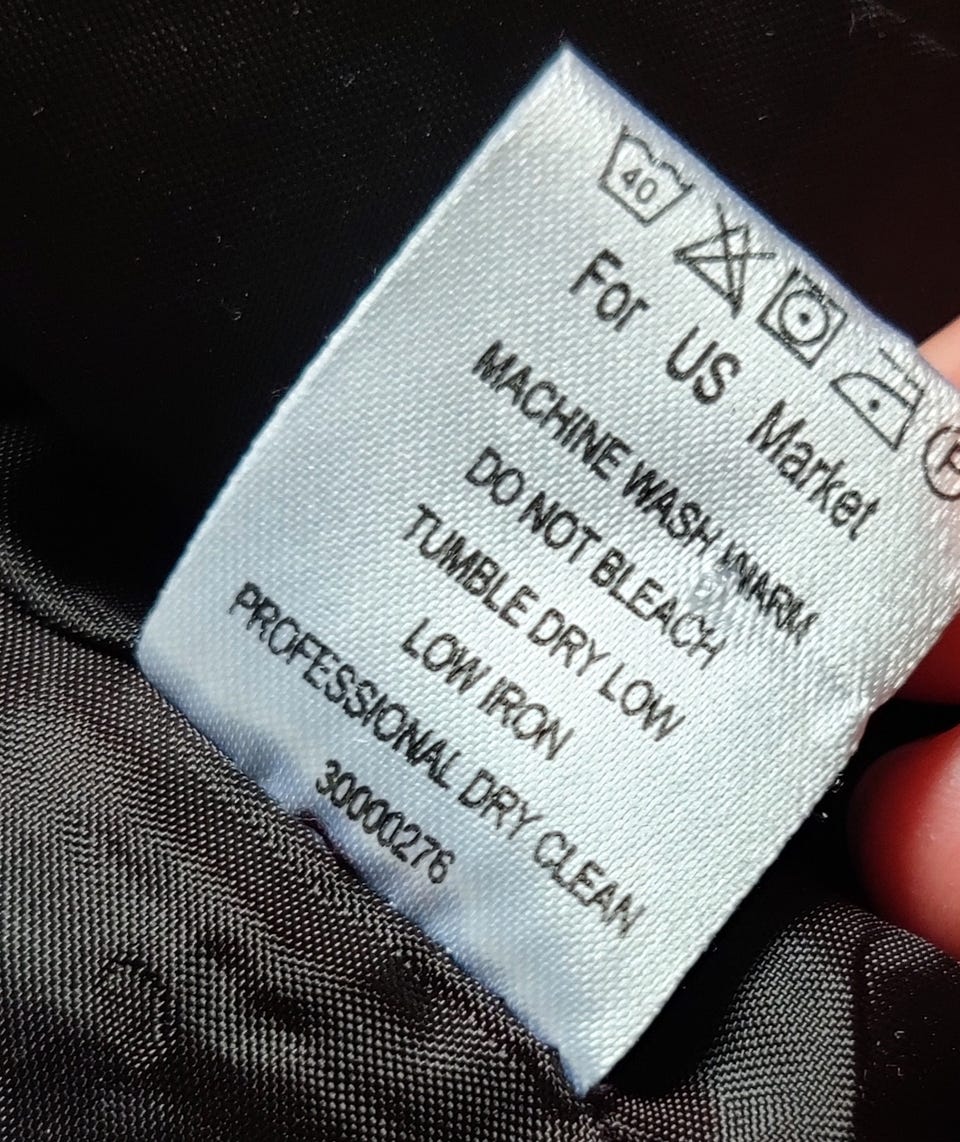 40
P
For US Market
MACHINE WASH WARM
DO NOT BLEACH
TUMBLE DRY LOW
LOW IRON
PROFESSIONAL DRY CLEAN
30000276